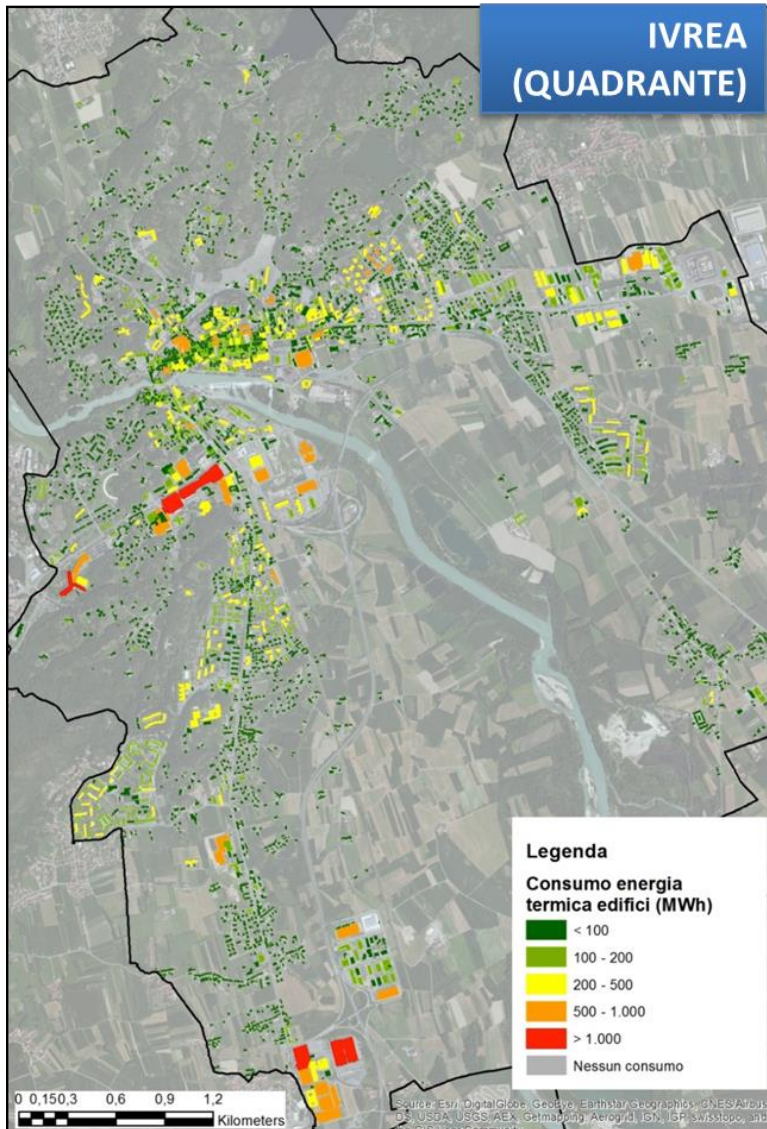 IVREA
(QUADRANTE)
Legenda
Consumo energia
termica edifici (MWh)
< 100
100 - 200
200 - 500
500 - 1.000
> 1.000
Nessun consumo
0 0,15 0,3 0,6 0,9 1,2
Kilometers
Source: Esri, DigitalGlobe, GeoEye, Earthstar Geographics, CNES/Airbus
DS, USDA, USGS, AEX, Getmapping, Aerogrid, IGN, IGP, swisstopo, and